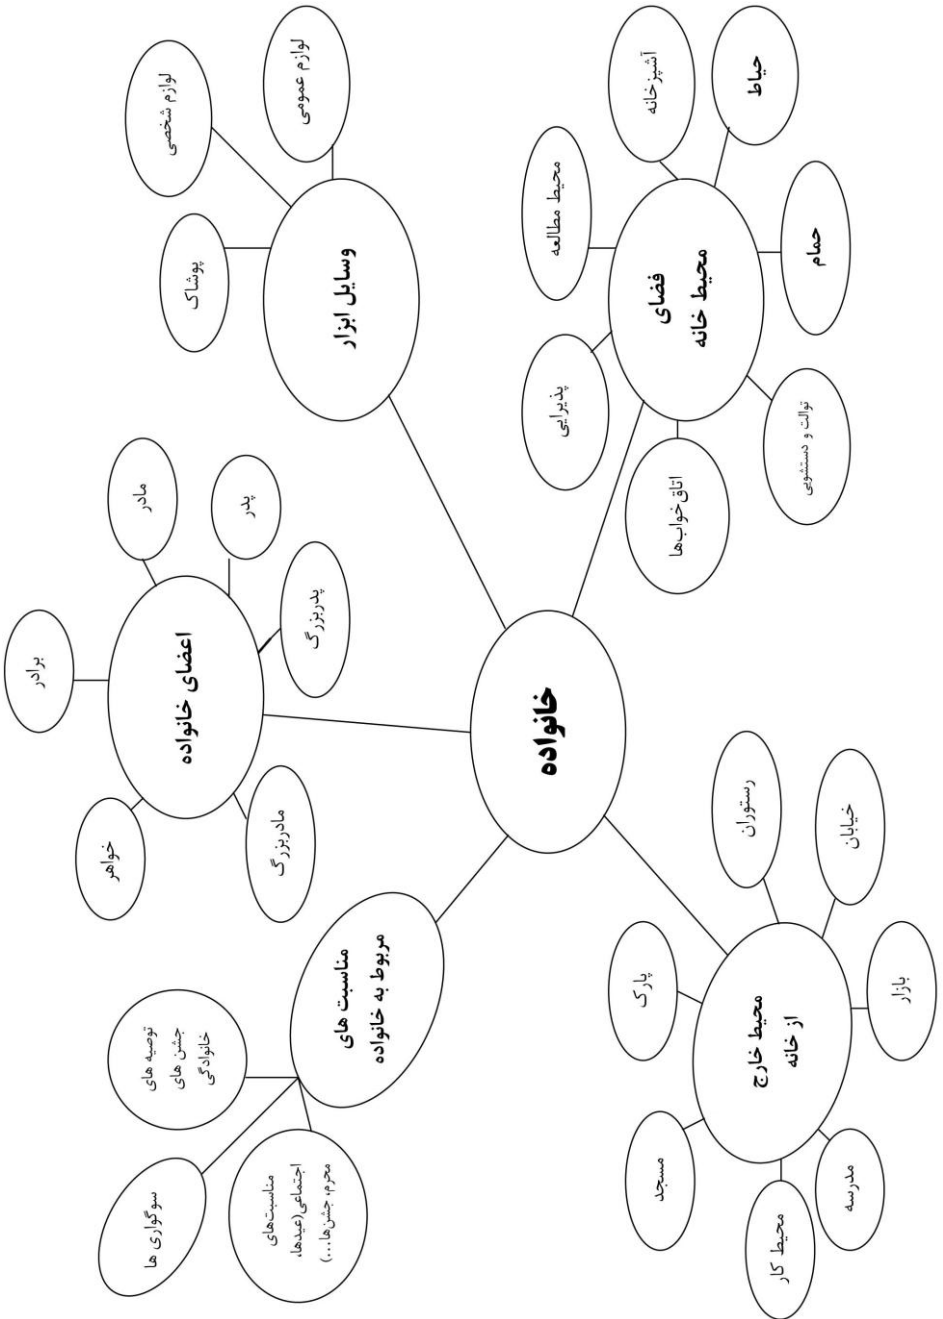 خانواده
وسایل ابزار
لوازم عمومی
لوازم شخصی
پوشاک
فضای
محیط خانه
حیاط
آشپزخانه
محیط مطالعه
پذیرایی
اتاق خواب‌ها
توالت و دستشویی
حمام
اعضای خانواده
پدر
مادر
برادر
خواهر
مادربزرگ
پدربزرگ
مناسبت های
مربوط به خانواده
توصیه های
جشن های
خانوادگی
سوگواری ها
مناسبت‌های
اجتماعی(عیدها،
محرم، جشن‌ها...)
محیط خارج
از خانه
رستوران
خیابان
بازار
پارک
مسجد
محیط کار
مدرسه